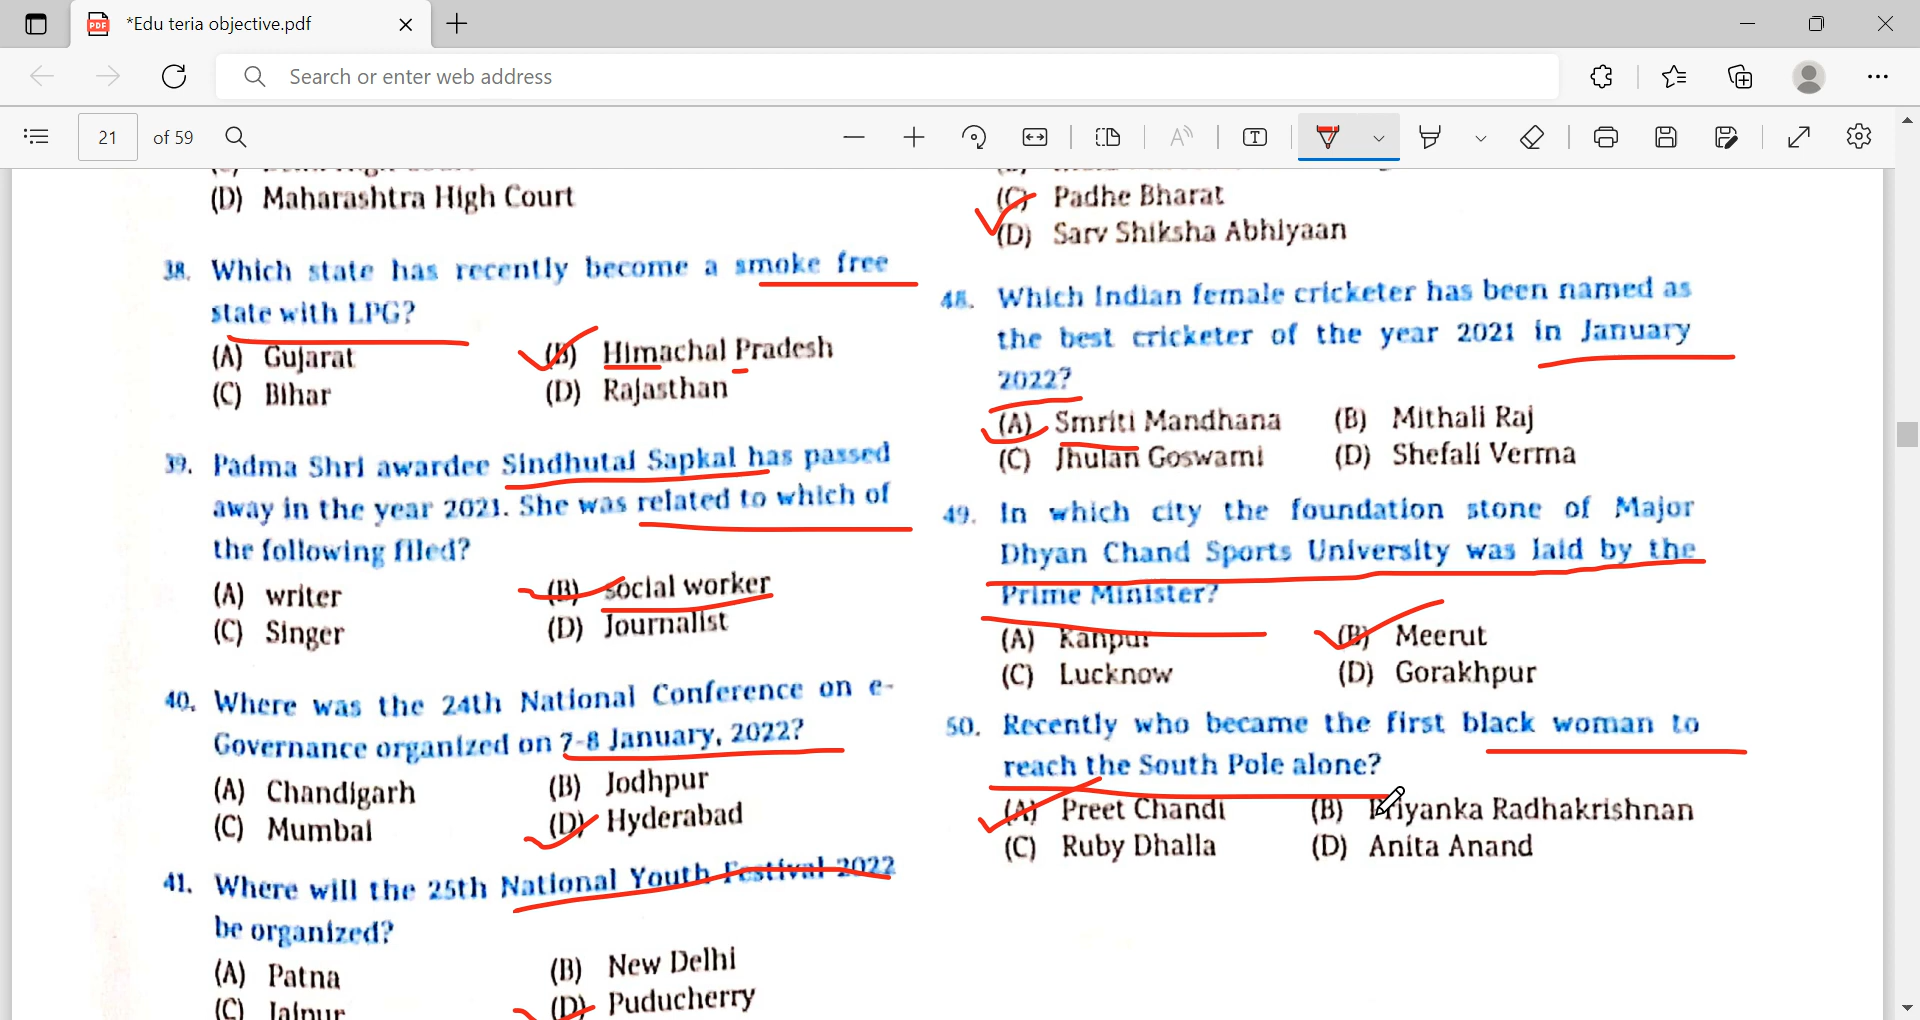 *Edu teria objective.pdf
Search or enter web address
21 of 59
(D) Maharashtra High Court
38. Which state has recently become a smoke free
state with LPG?
(A) Gujarat (B) Himachal Pradesh
(C) Bihar (D) Rajasthan
39. Padma Shri awardee Sindhutai Sapkal has passed
away in the year 2021. She was related to which of
the following filed?
(A) writer (B) social worker
(C) Singer (D) Journalist
40. Where was the 24th National Conference on e-
Governance organized on 7-8 January, 2022?
(A) Chandigarh (B) Jodhpur
(C) Mumbai (D) Hyderabad
41. Where will the 25th National Youth Festival 2022
be organized?
(A) Patna (B) New Delhi
(C) Jaipur (D) Puducherry
(C) Padhe Bharat
(D) Sarv Shiksha Abhiyaan
48. Which Indian female cricketer has been named as
the best cricketer of the year 2021 in January
2022?
(A) Smriti Mandhana (B) Mithali Raj
(C) Jhulan Goswami (D) Shefali Verma
49. In which city the foundation stone of Major
Dhyan Chand Sports University was laid by the
Prime Minister?
(A) Kanpur (B) Meerut
(C) Lucknow (D) Gorakhpur
50. Recently who became the first black woman to
reach the South Pole alone?
(A) Preet Chandi (B) Priyanka Radhakrishnan
(C) Ruby Dhalla (D) Anita Anand